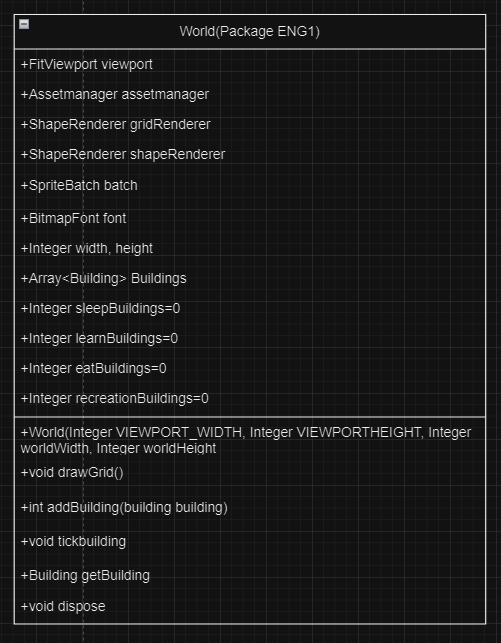 World(Package ENG1)
+FitViewport viewport
+Assetmanager assetmanager
+ShapeRenderer gridRenderer
+ShapeRenderer shapeRenderer
+SpriteBatch batch
+BitmapFont font
+Integer width, height
+Array<Building> Buildings
+Integer sleepBuildings=0
+Integer learnBuildings=0
+Integer eatBuildings=0
+Integer recreationBuildings=0
+World(Integer VIEWPORT_WIDTH, Integer VIEWPORTHEIGHT, Integer
worldWidth, Integer worldHeight
+void drawGrid()
+int addBuilding(building building)
+void tickbuilding
+Building getBuilding
+void dispose